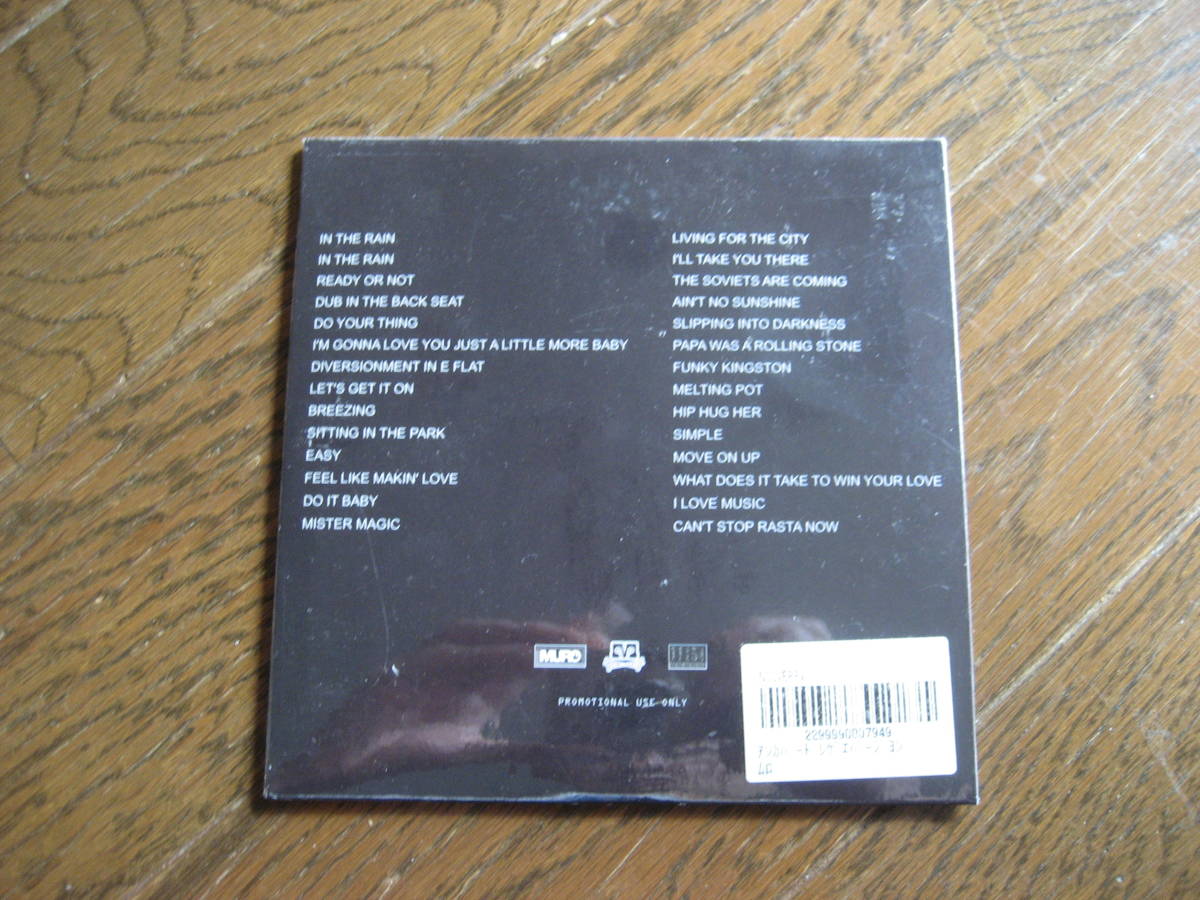 IN THE RAIN
IN THE RAIN
READY OR NOT
DUB IN THE BACK SEAT
DO YOUR THING
I'M GONNA LOVE YOU JUST A LITTLE MORE BABY
DIVERSIONMENT IN E FLAT
LET'S GET IT ON
BREEZING
SITTING IN THE PARK
EASY
FEEL LIKE MAKIN' LOVE
DO IT BABY
MISTER MAGIC
LIVING FOR THE CITY
I'LL TAKE YOU THERE
THE SOVIETS ARE COMING
AIN'T NO SUNSHINE
SLIPPING INTO DARKNESS
PAPA WAS A ROLLING STONE
FUNKY KINGSTON
MELTING POT
HIP HUG HER
SIMPLE
MOVE ON UP
WHAT DOES IT TAKE TO WIN YOUR LOVE
I LOVE MUSIC
CAN'T STOP RASTA NOW
MURO
PROMOTIONAL USE ONLY
2299590007949